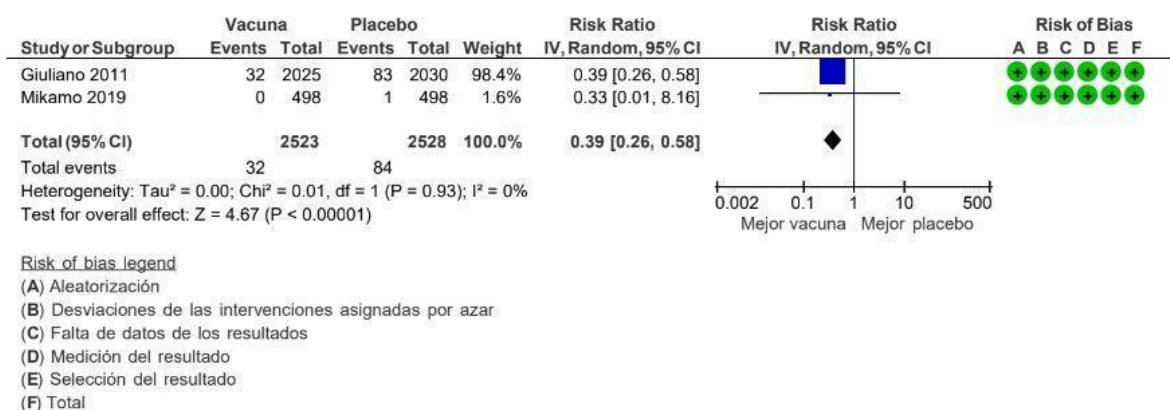 Vacuna Placebo Risk Ratio Risk Ratio Risk of Bias
Study or Subgroup Events Total Events Total Weight IV, Random, 95% CI IV, Random, 95% CI A B C D E F
Giuliano 2011 32 2025 83 2030 98.4% 0.39 [0.26, 0.58] + + + + + +
Mikamo 2019 0 498 1 498 1.6% 0.33 [0.01, 8.16] + + + + + +
Total (95% CI) 2523 2528 100.0% 0.39 [0.26, 0.58]
Total events 32 84
Heterogeneity: Tau² = 0.00; Chi² = 0.01, df = 1 (P = 0.93); I² = 0%
Test for overall effect: Z = 4.67 (P < 0.00001)
0.002 0.1 1 10 500
Mejor vacuna Mejor placebo
Risk of bias legend
(A) Aleatorización
(B) Desviaciones de las intervenciones asignadas por azar
(C) Falta de datos de los resultados
(D) Medición del resultado
(E) Selección del resultado
(F) Total